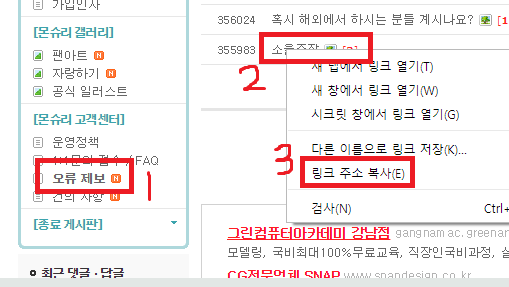 가입인사
[몬슈리 갤러리]
팬아트 N
자랑하기 N
공식 일러스트
[몬슈리 고객센터]
운영정책
1:1문의 접수 / FAQ
오류 제보 N
건의 사항 N
[종료 게시판]
최근 댓글 · 답글
1
356024 혹시 해외에서 하시는 분들 계시나요? [1
355983
2
새 탭에서 링크 열기(T)
새 창에서 링크 열기(W)
시크릿 창에서 링크 열기(G)
다른 이름으로 링크 저장(K)...
3
링크 주소 복사(E)
검사(N) Ctrl+
그린컴퓨터아카데미 강남점 gangnam.ac.greenar
모델링, 국비최대100%무료교육, 직장인국비과정, 실
CG전문업체 SNAP www.snapdesign.co.kr